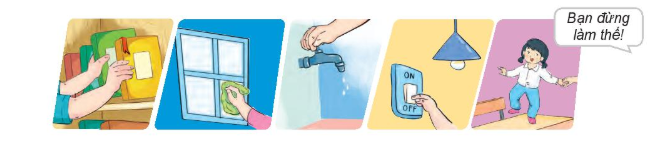 Bạn đừng
làm thế!
ON
OFF